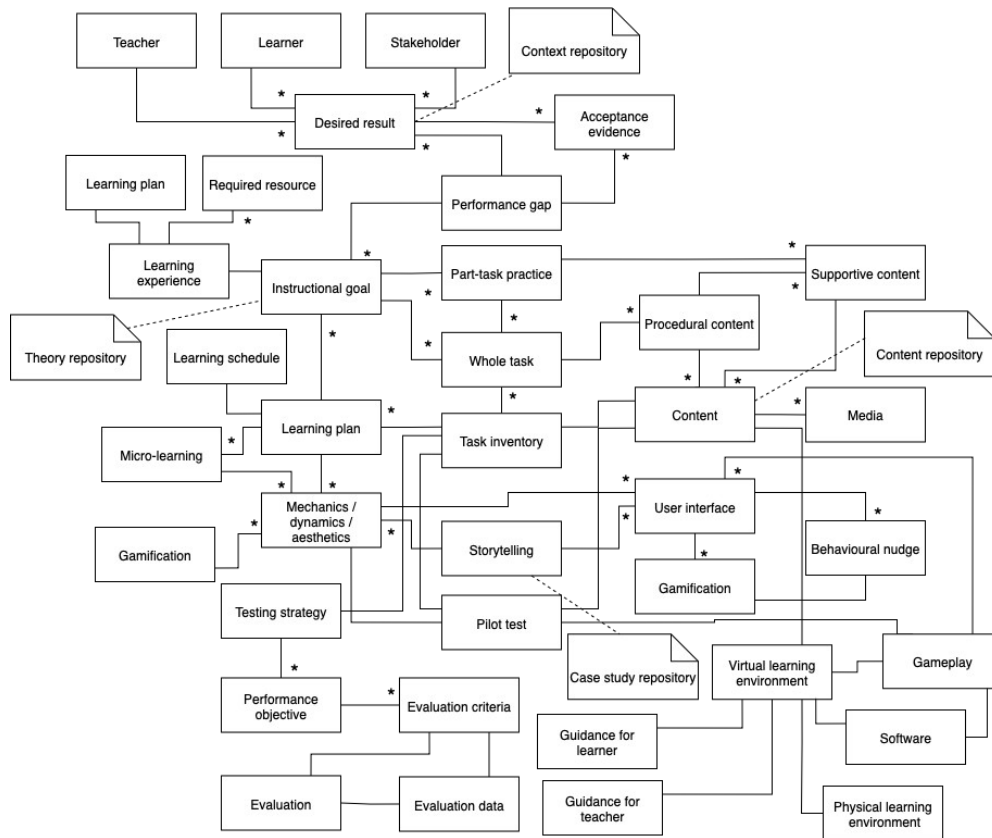 Teacher
Learner
Stakeholder
Context repository
*
*
*
Acceptance
evidence
Desired result
*
*
*
*
Learning plan
Required resource
Performance gap
*
*
Learning
experience
Instructional goal
Part-task practice
*
Supportive content
*
*
*
Theory repository
Learning schedule
*
*
*
Whole task
*
Procedural content
Content repository
*
*
*
Learning plan
*
Task inventory
Content
*
Media
Micro-learning
*
*
*
Mechanics /
dynamics /
aesthetics
*
*
*
*
*
User interface
*
Gamification
Storytelling
*
Behavioural nudge
Gamification
Testing strategy
Pilot test
*
Case study repository
Virtual learning
environment
Gameplay
Performance
objective
*
Evaluation criteria
Guidance for
learner
Software
Evaluation
Evaluation data
Guidance for
teacher
Physical learning
environment